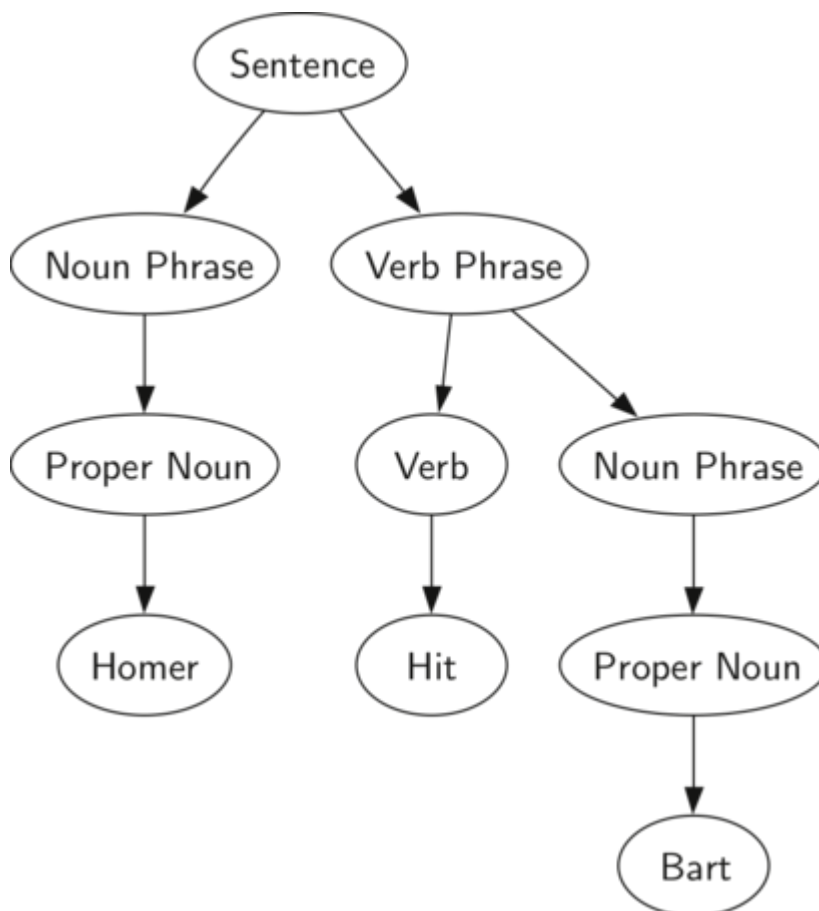 Sentence
Noun Phrase
Verb Phrase
Proper Noun
Verb
Noun Phrase
Homer
Hit
Proper Noun
Bart